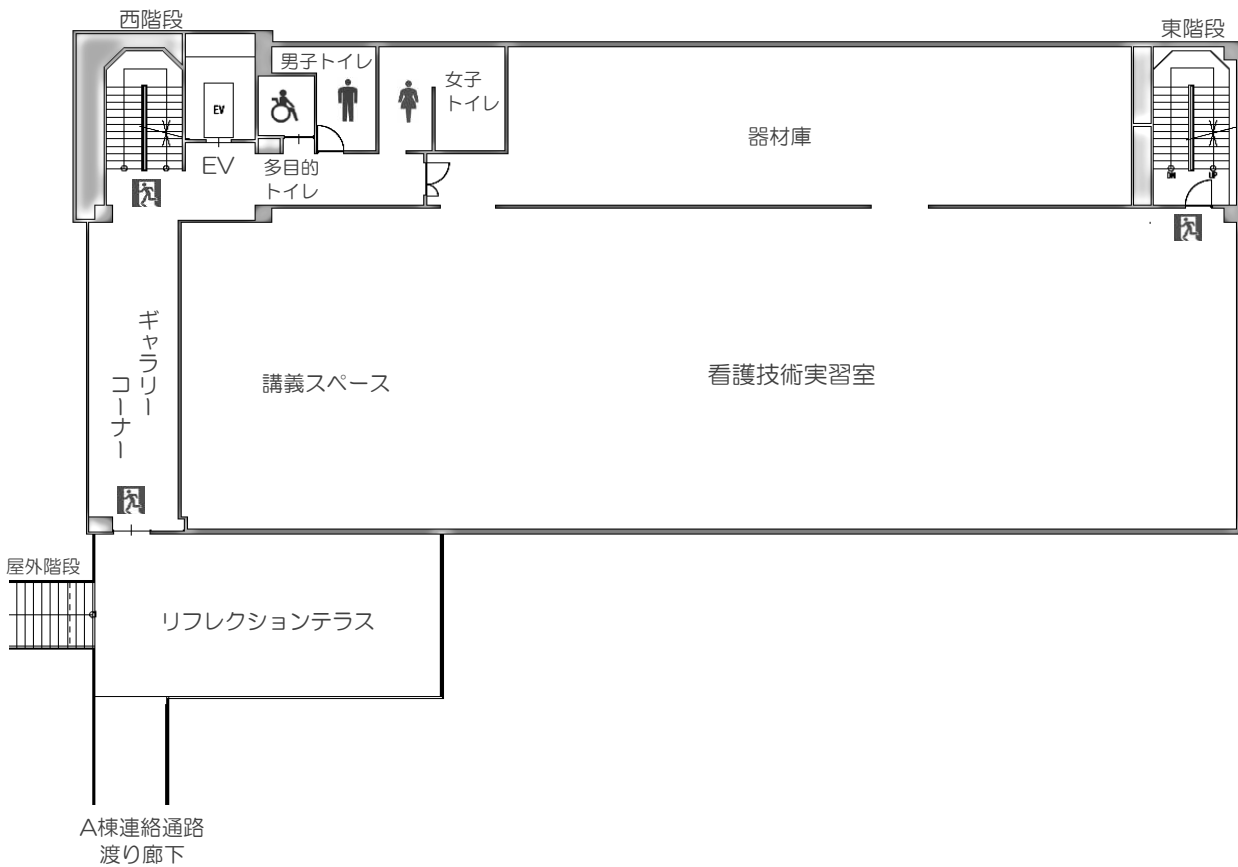 西階段
東階段
男子トイレ
女子
トイレ
EV
器材庫
EV
多目的
トイレ
DN
UP
ギャラリー
コーナー
講義スペース
看護技術実習室
屋外階段
リフレクションテラス
A棟連絡通路
渡り廊下